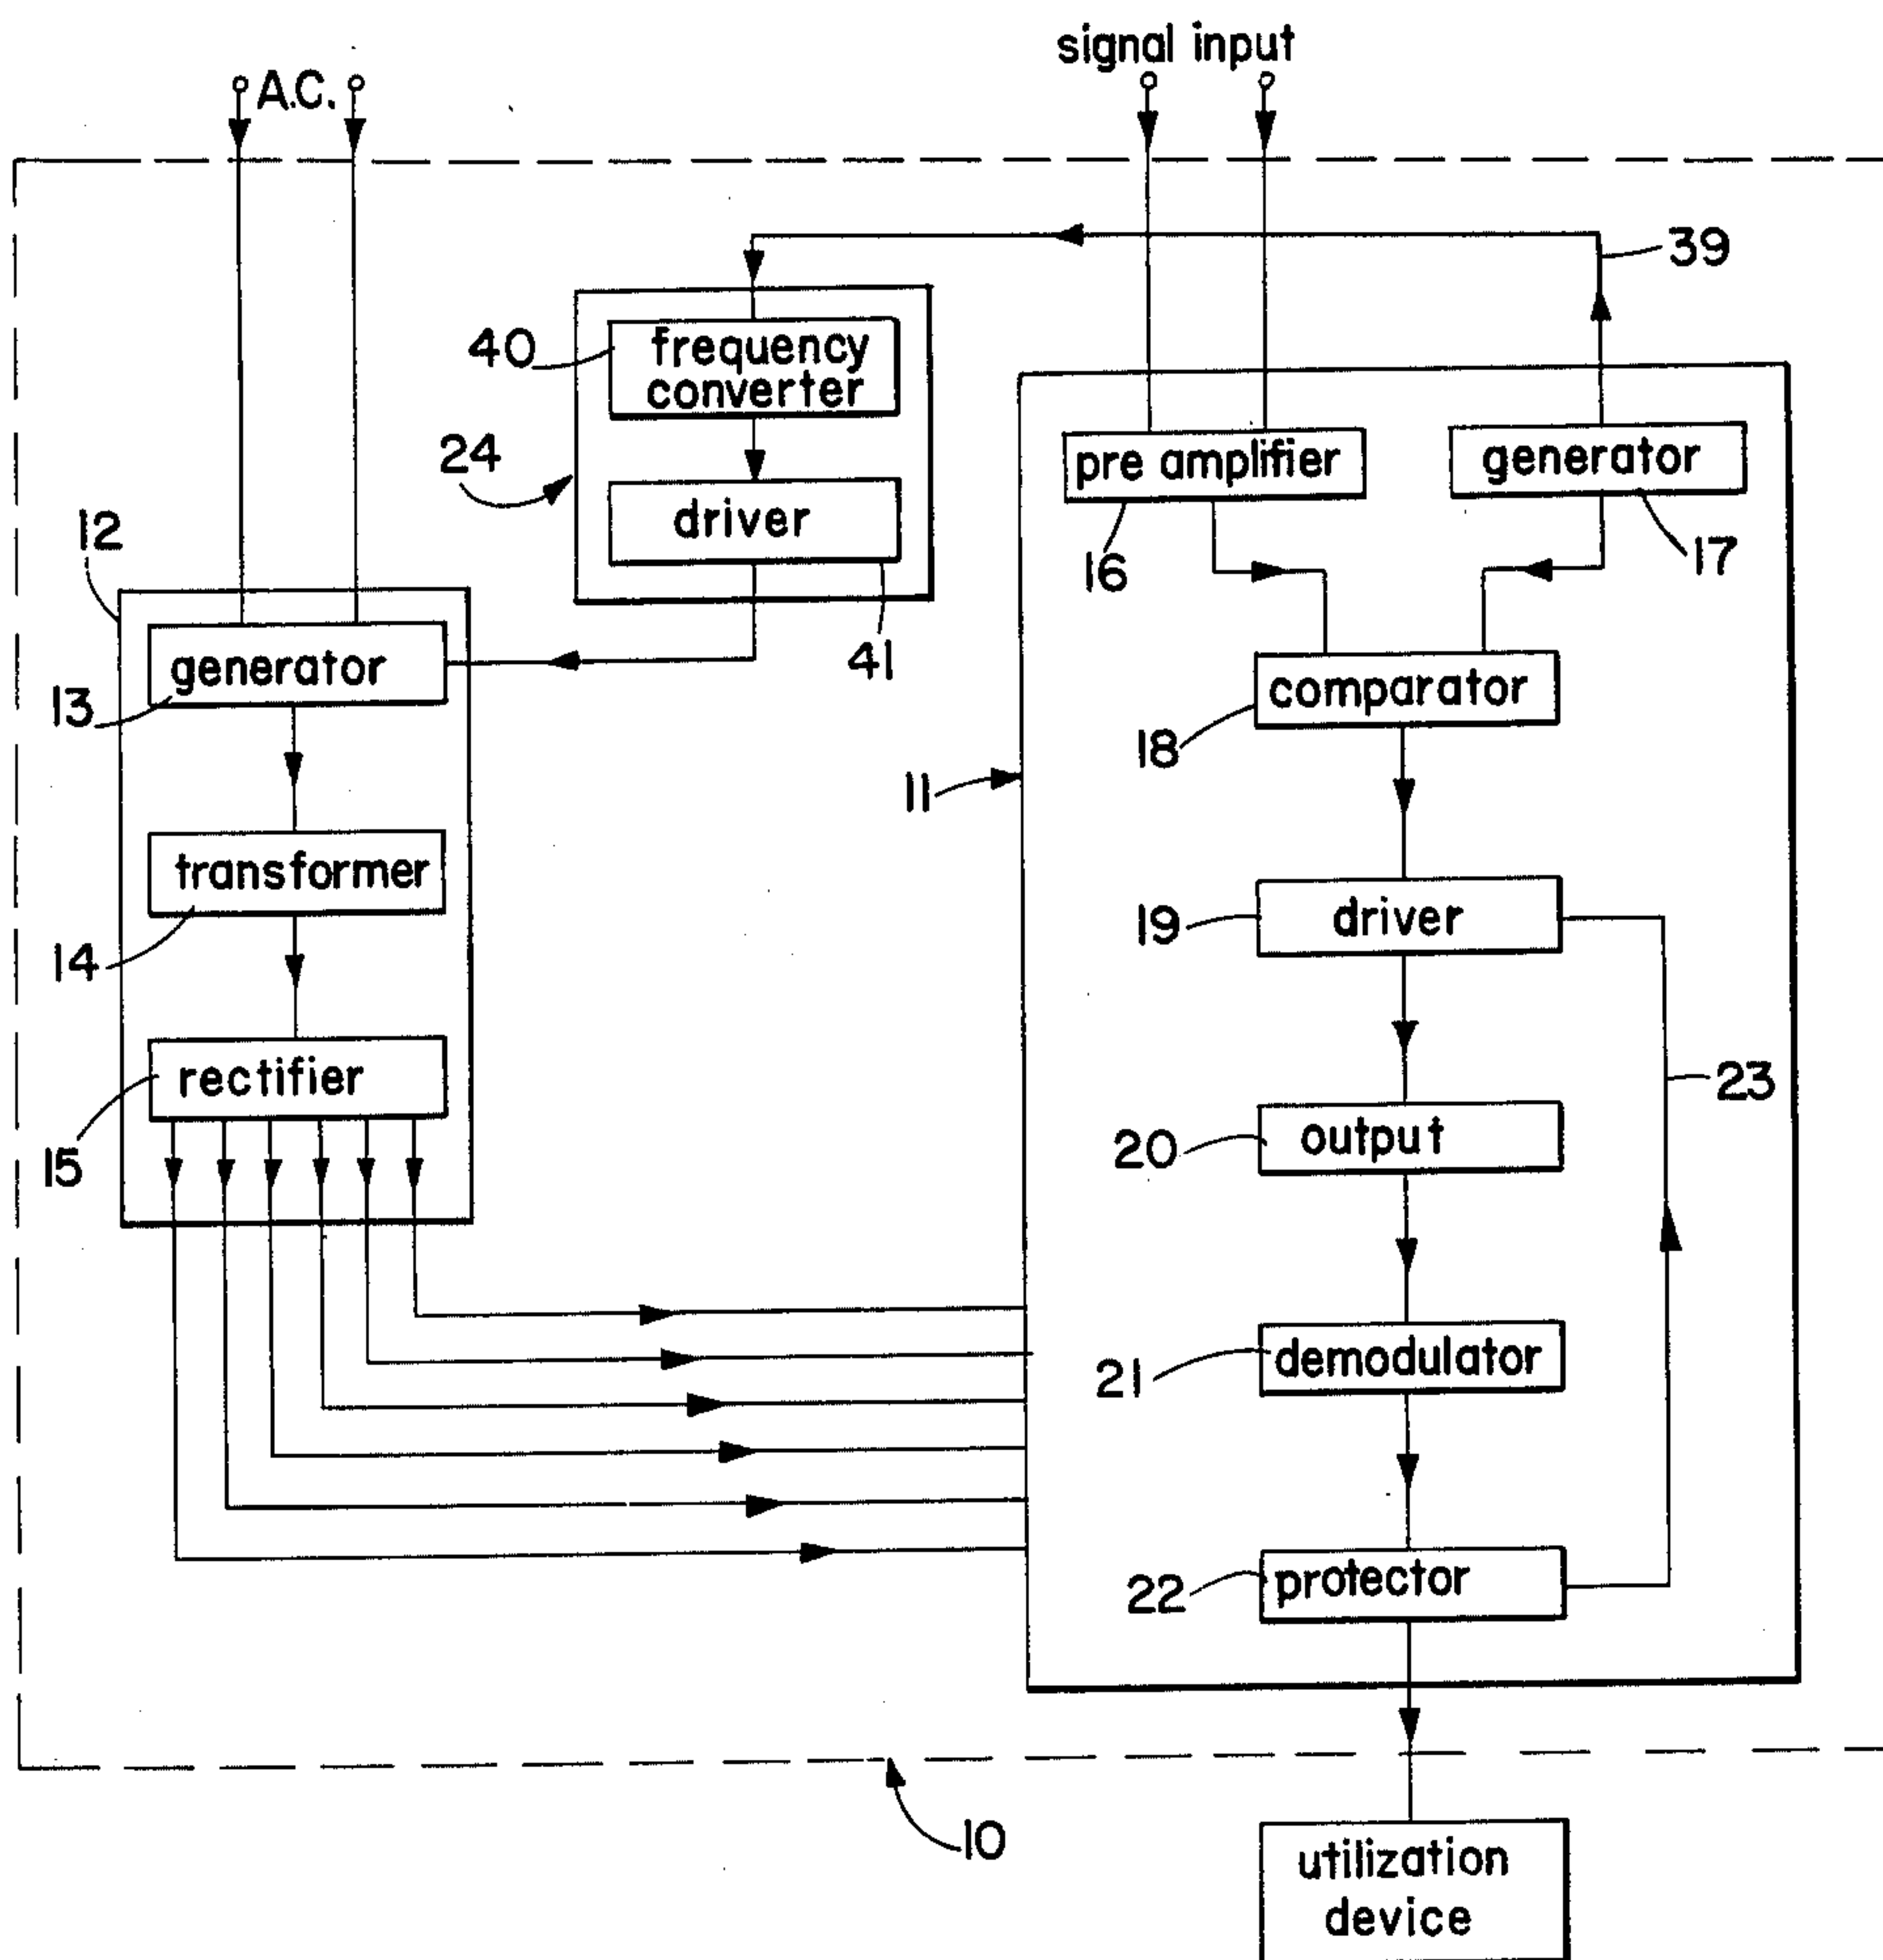 signal input
A.C.
39
40
frequency
converter
24
driver
41
pre amplifier
16
generator
17
12
generator
13
comparator
18
11
transformer
14
driver
19
23
rectifier
15
output
20
demodulator
21
protector
22
10
utilization
device